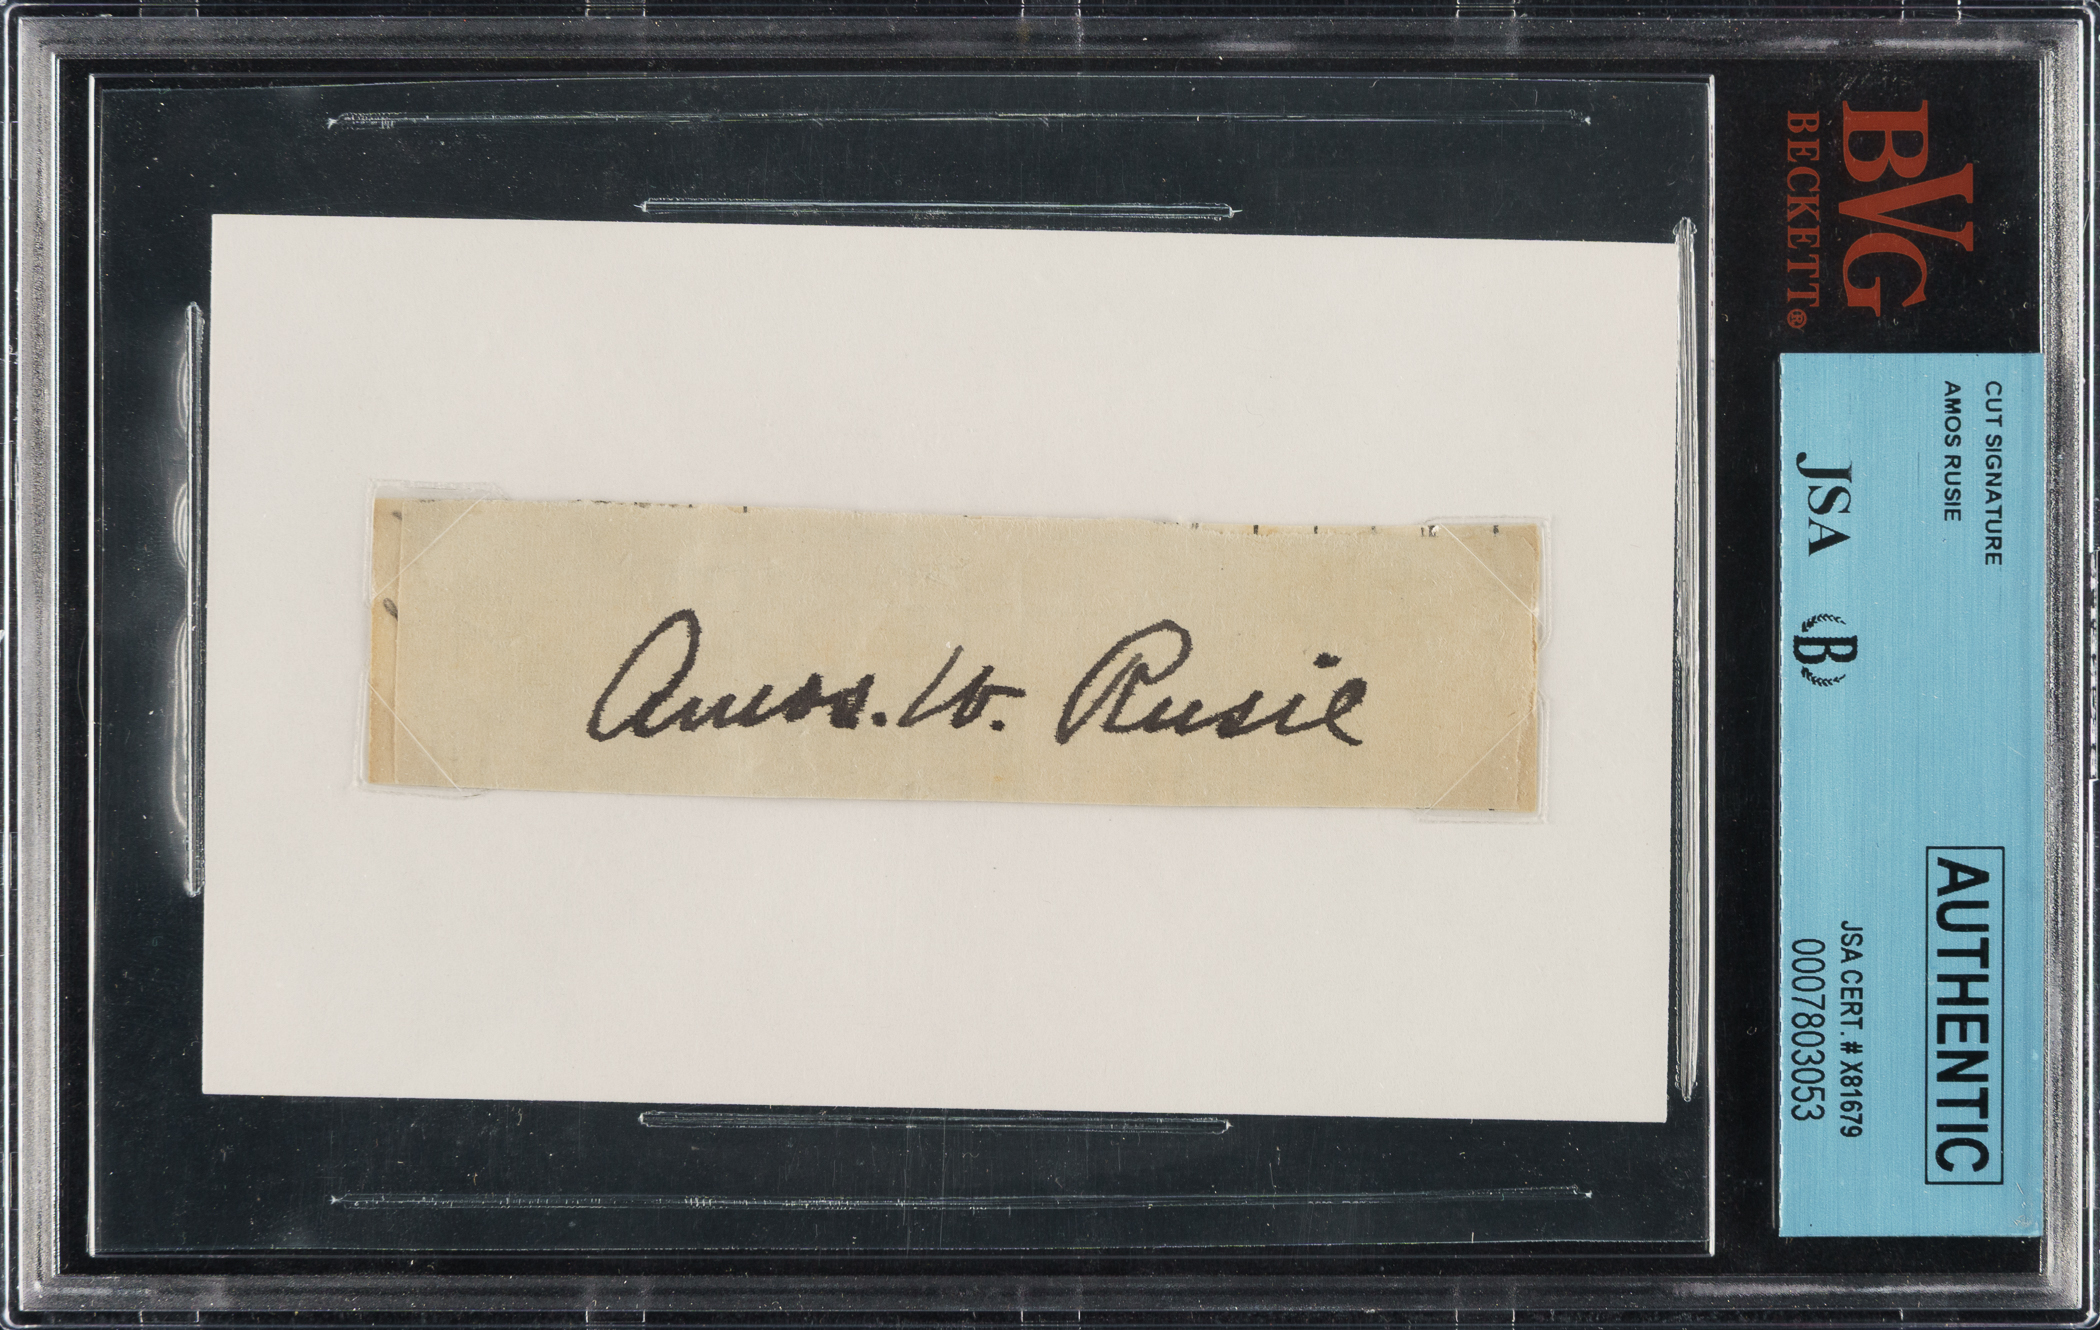 BVG
BECKETT®
CUT SIGNATURE
AMOS RUSIE
JSA B
AUTHENTIC
JSA CERT. # X81679
0007803053
Amos. W. Rusie